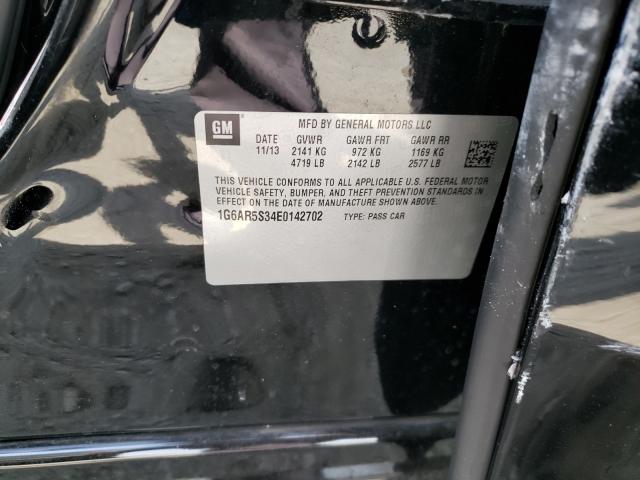 GM
MFD BY GENERAL MOTORS LLC
DATE GVWR GAWR FRT GAWR RR
11/13 2141 KG 972 KG 1169 KG
4719 LB 2142 LB 2577 LB
THIS VEHICLE CONFORMS TO ALL APPLICABLE U.S. FEDERAL MOTOR
VEHICLE SAFETY, BUMPER, AND THEFT PREVENTION STANDARDS
IN EFFECT ON THE DATE OF MANUFACTURE SHOWN ABOVE.
1G6AR5S34E0142702 TYPE: PASS CAR